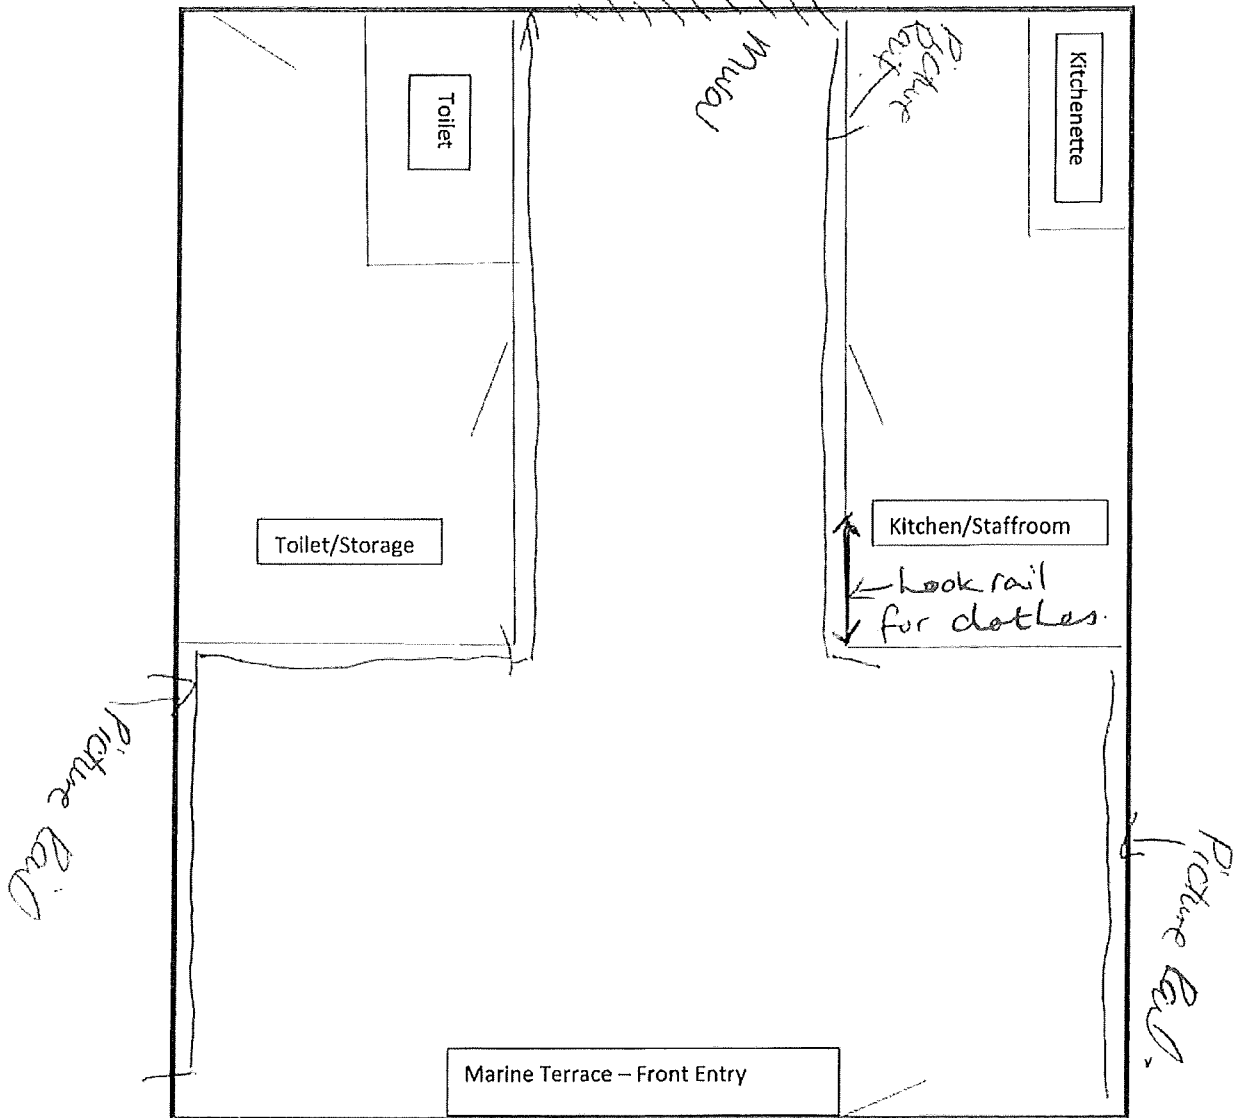 Mural
Picture
Rail
Toilet
Kitchenette
Toilet/Storage
Kitchen/Staffroom
hook rail
for clothes.
Picture Rail
Picture Rail.
Marine Terrace – Front Entry